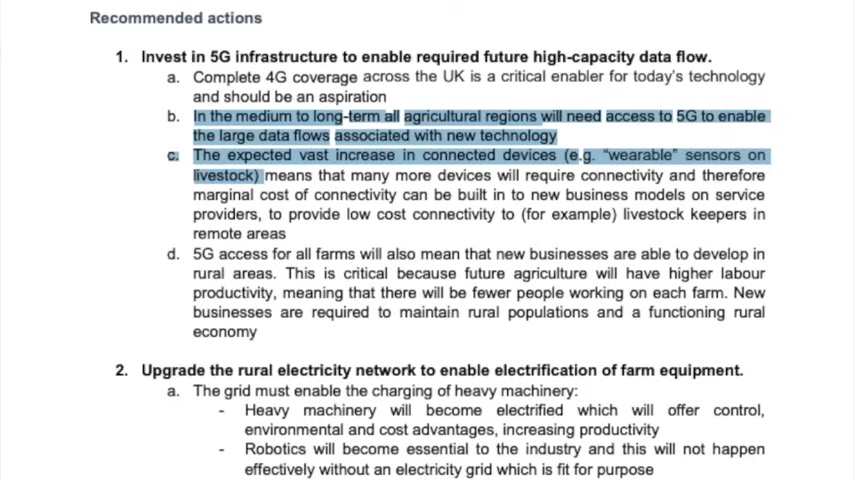 Recommended actions
1. Invest in 5G infrastructure to enable required future high-capacity data flow.
a. Complete 4G coverage across the UK is a critical enabler for today's technology
and should be an aspiration
b. In the medium to long-term all agricultural regions will need access to 5G to enable
the large data flows associated with new technology
c. The expected vast increase in connected devices (e.g. “wearable” sensors on
livestock) means that many more devices will require connectivity and therefore
marginal cost of connectivity can be built in to new business models on service
providers, to provide low cost connectivity to (for example) livestock keepers in
remote areas
d. 5G access for all farms will also mean that new businesses are able to develop in
rural areas. This is critical because future agriculture will have higher labour
productivity, meaning that there will be fewer people working on each farm. New
businesses are required to maintain rural populations and a functioning rural
economy
2. Upgrade the rural electricity network to enable electrification of farm equipment.
a. The grid must enable the charging of heavy machinery:
- Heavy machinery will become electrified which will offer control,
environmental and cost advantages, increasing productivity
- Robotics will become essential to the industry and this will not happen
effectively without an electricity grid which is fit for purpose